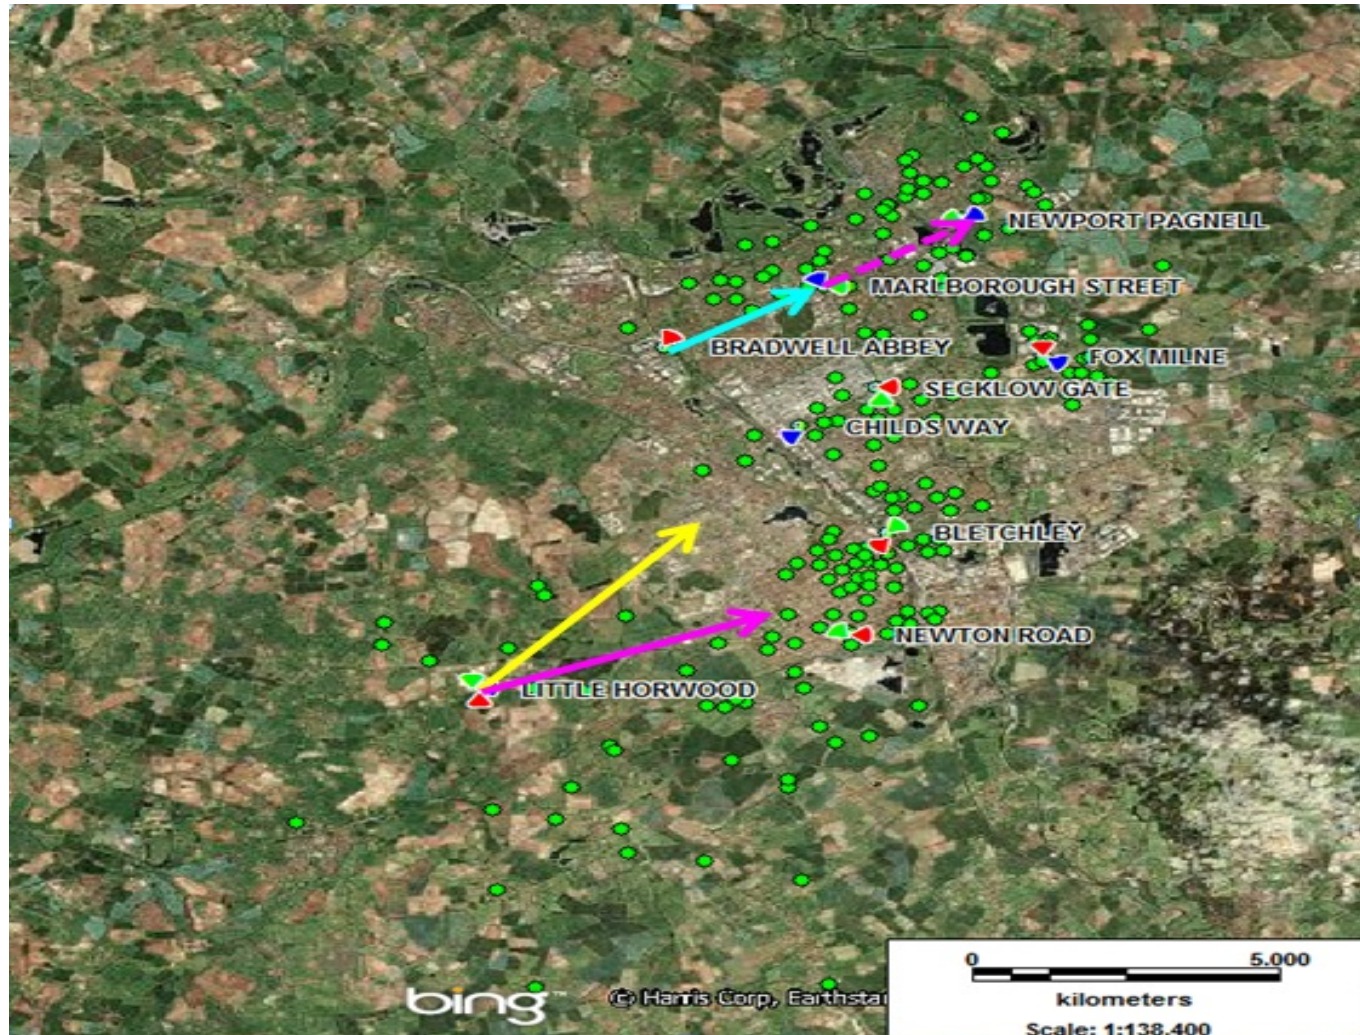 NEWPORT PAGNELL
MARLBOROUGH STREET
BRADWELL ABBEY
FOX MILNE
SECKLOW GATE
CHILDS WAY
BLETCHLEY
NEWTON ROAD
LITTLE HORWOOD
0 5.000
kilometers
Scale: 1:138,400
bing™ © Harris Corp, Earthstar